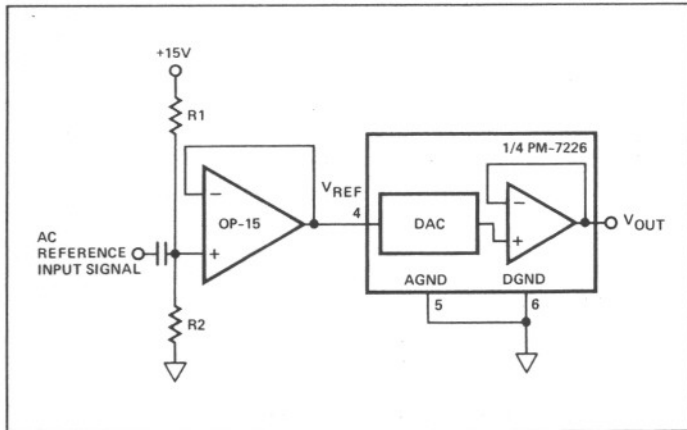 +15V
R1
1/4 PM-7226
VREF
4
OP-15
DAC
VOUT
AC
REFERENCE
INPUT SIGNAL
AGND
DGND
5
6
R2
−
+
−
+